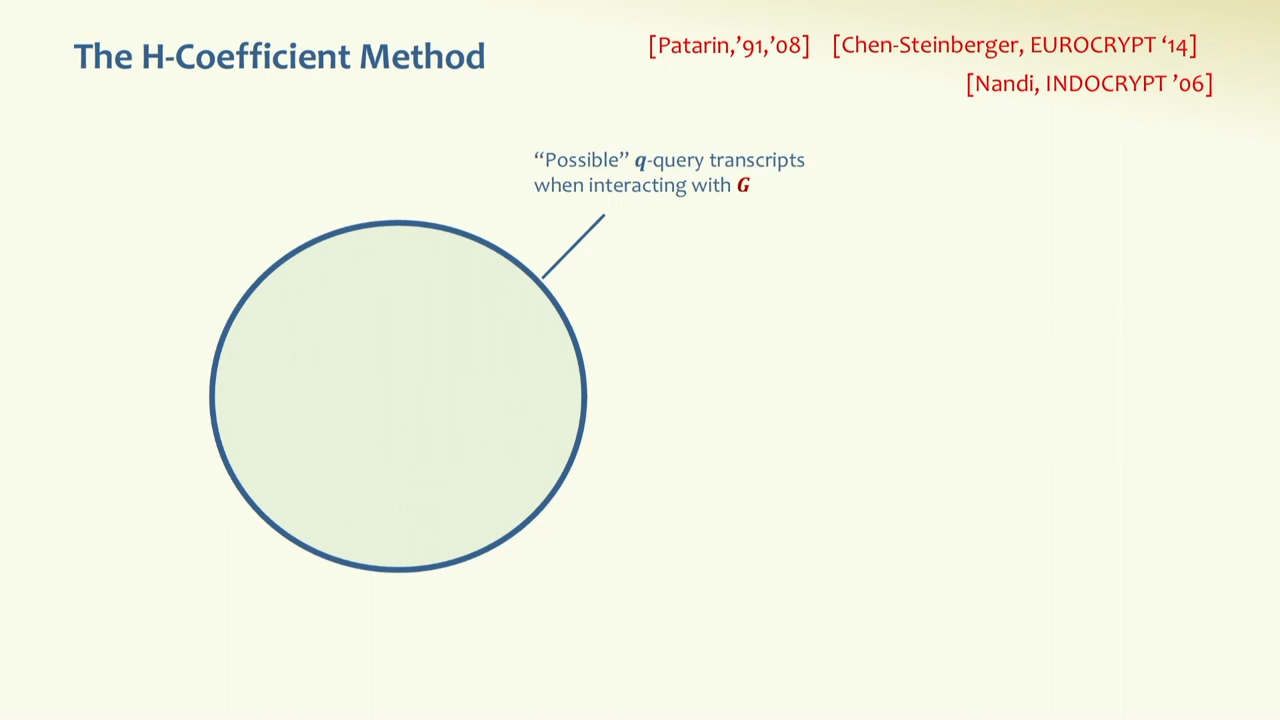 The H-Coefficient Method
[Patarin,’91,’08] [Chen-Steinberger, EUROCRYPT ‘14]
[Nandi, INDOCRYPT ’06]
“Possible” q-query transcripts
when interacting with G